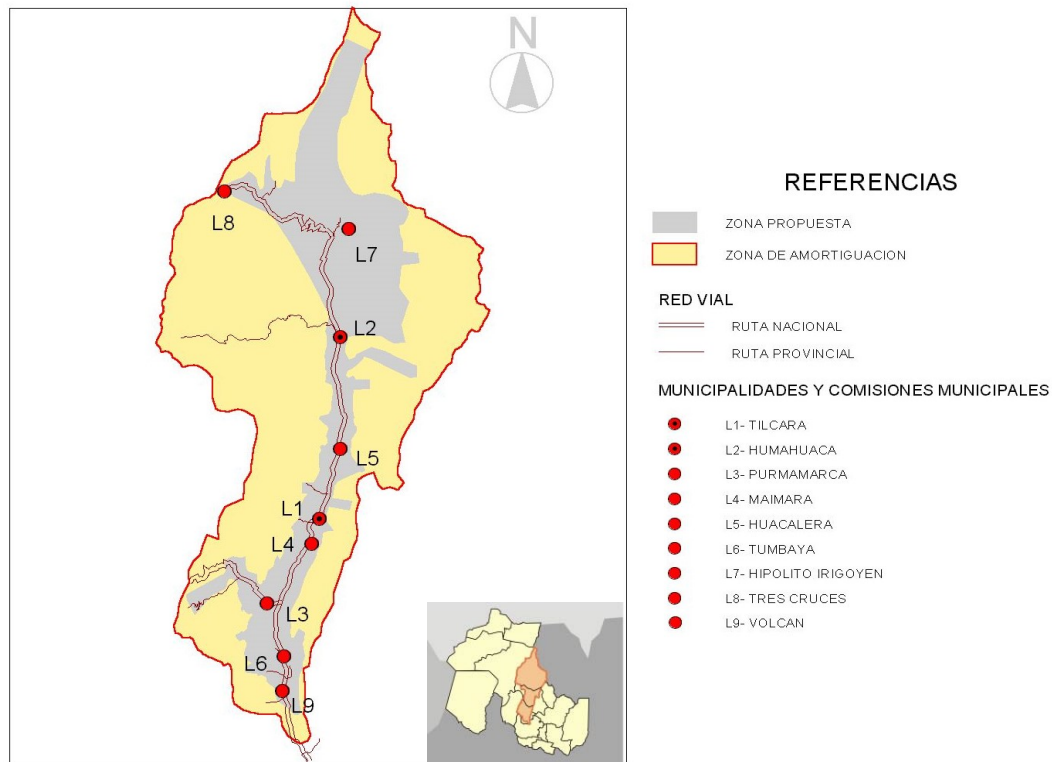 N
L8
L7
L2
L5
L1
L4
L3
L6
L9
REFERENCIAS
ZONA PROPUESTA
ZONA DE AMORTIGUACION
RED VIAL
RUTA NACIONAL
RUTA PROVINCIAL
MUNICIPALIDADES Y COMISIONES MUNICIPALES
L1- TILCARA
L2- HUMAHUACA
L3- PURMAMARCA
L4- MAIMARA
L5- HUACALERA
L6- TUMBAYA
L7- HIPOLITO IRIGOYEN
L8- TRES CRUCES
L9- VOLCAN